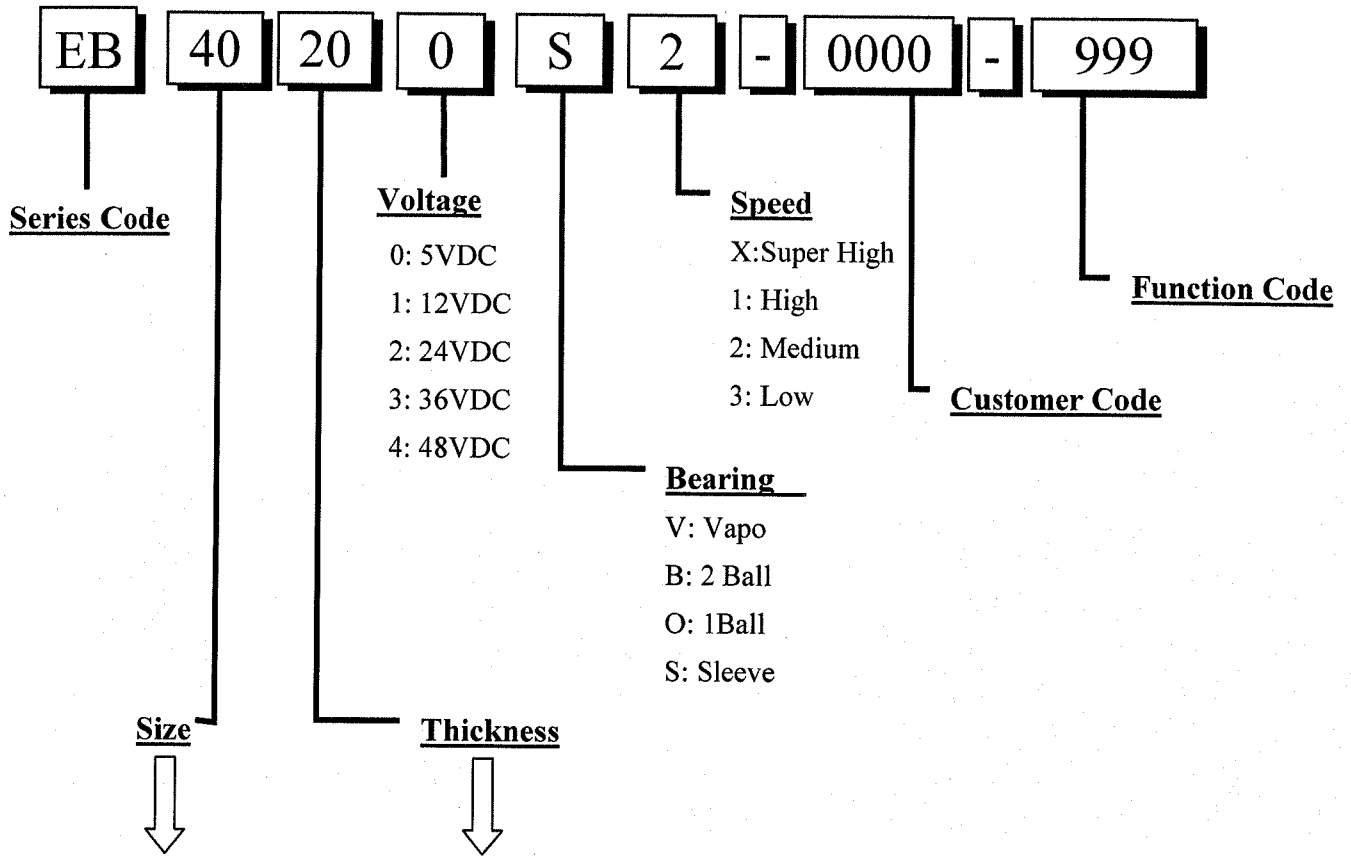 EB 40 20 0 S 2 - 0000 - 999
Series Code
Voltage
0: 5VDC
1: 12VDC
2: 24VDC
3: 36VDC
4: 48VDC
Speed
X:Super High
1: High
2: Medium
3: Low
Function Code
Customer Code
Bearing
V: Vapo
B: 2 Ball
O: 1Ball
S: Sleeve
Size
Thickness